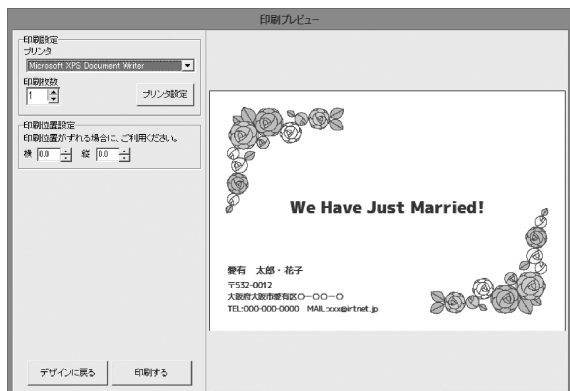 印刷プレビュー
印刷設定
プリンタ
Microsoft XPS Document Writer
印刷枚数
1
プリンタ設定
印刷位置設定
印刷位置がずれる場合に、ご利用ください。
横 0.0 縦 0.0
We Have Just Married!
愛有 太郎・花子
〒532-0012
大阪府大阪市愛有区〇ー〇〇ー〇
TEL:000-000-0000 MAIL:xxx@irtnet.jp
デザインに戻る 印刷する